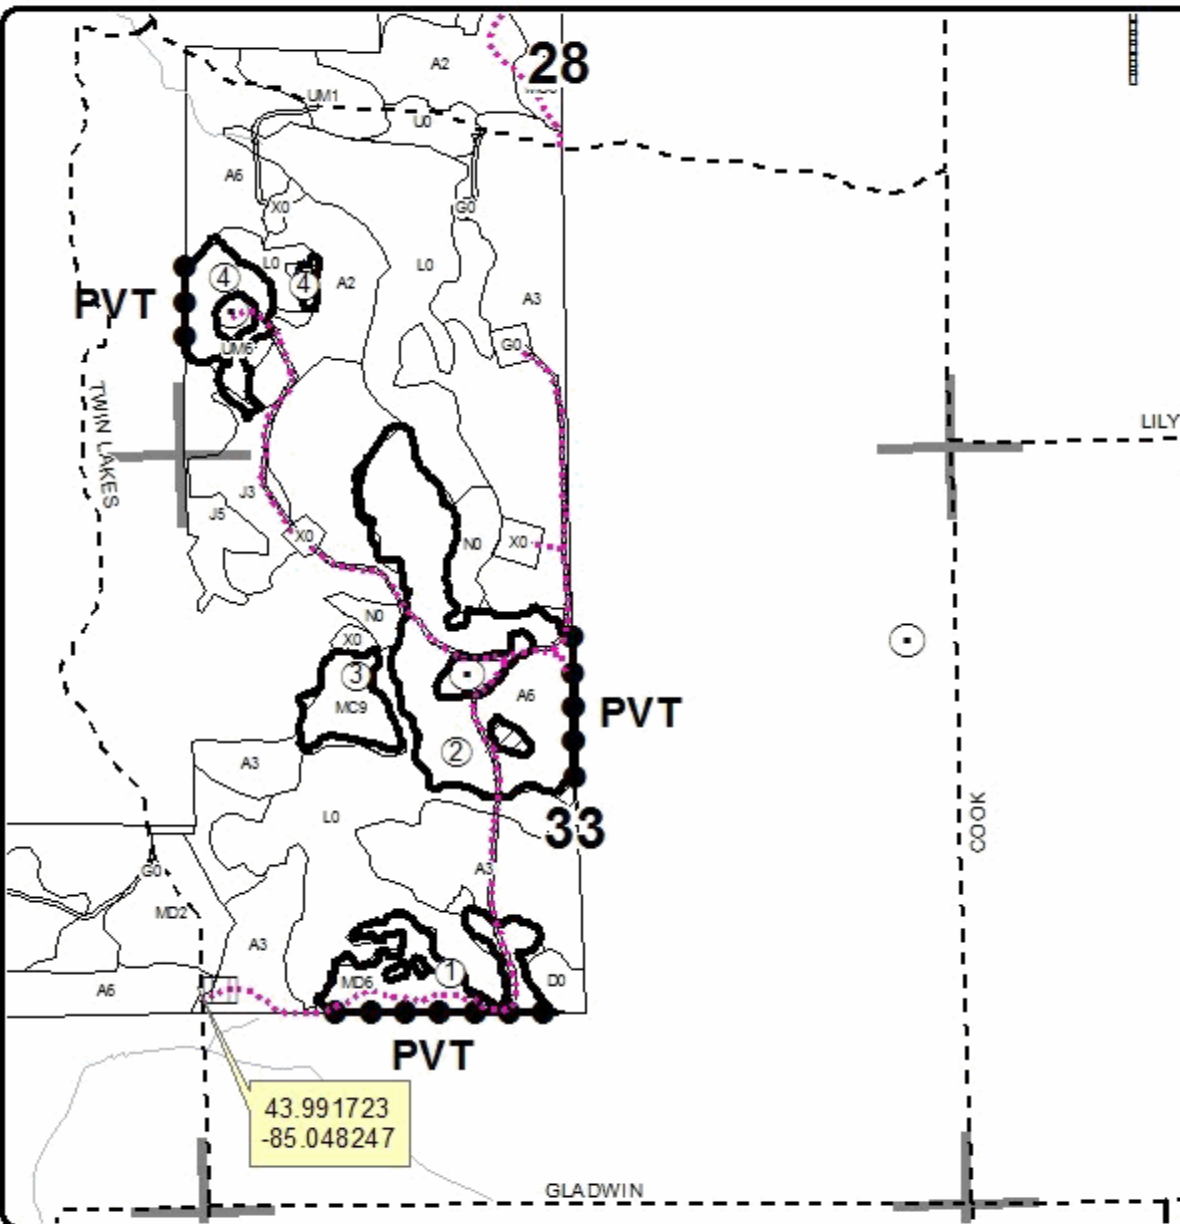 28
A2
UM1
U0
A6
X0
G0
L0
4
4
A2
L0
A3
PVT
UM6
G0
TWIN LAKES
LILY
J3
J5
X0
N0
X0
N0
X0
3
MC9
A6
PVT
2
A3
L0
33
COOK
G0
A3
MD2
A3
1
MD6
D0
A6
PVT
43.991723
-85.048247
GLADWIN